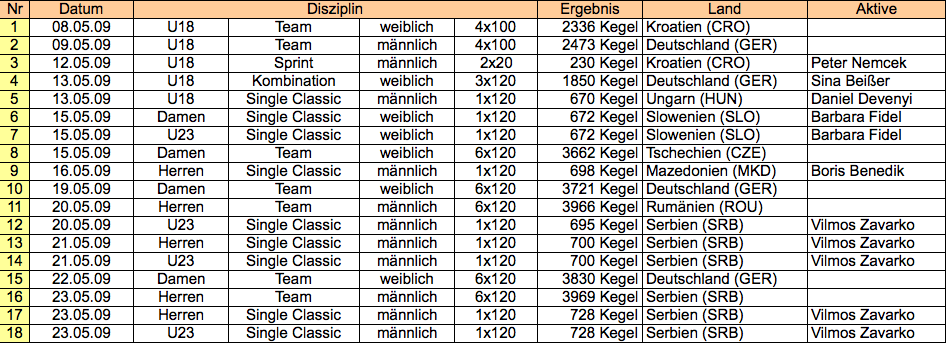 Nr Datum Disziplin Ergebnis Land Aktive
1 08.05.09 U18 Team weiblich 4x100 2336 Kegel Kroatien (CRO)
2 09.05.09 U18 Team männlich 4x100 2473 Kegel Deutschland (GER)
3 12.05.09 U18 Sprint männlich 2x20 230 Kegel Kroatien (CRO) Peter Nemcek
4 13.05.09 U18 Kombination weiblich 3x120 1850 Kegel Deutschland (GER) Sina Beißer
5 13.05.09 U18 Single Classic männlich 1x120 670 Kegel Ungarn (HUN) Daniel Devenyi
6 15.05.09 Damen Single Classic weiblich 1x120 672 Kegel Slowenien (SLO) Barbara Fidel
7 15.05.09 U23 Single Classic weiblich 1x120 672 Kegel Slowenien (SLO) Barbara Fidel
8 15.05.09 Damen Team weiblich 6x120 3662 Kegel Tschechien (CZE)
9 16.05.09 Herren Single Classic männlich 1x120 698 Kegel Mazedonien (MKD) Boris Benedik
10 19.05.09 Damen Team weiblich 6x120 3721 Kegel Deutschland (GER)
11 20.05.09 Herren Team männlich 6x120 3966 Kegel Rumänien (ROU)
12 20.05.09 U23 Single Classic männlich 1x120 695 Kegel Serbien (SRB) Vilmos Zavarko
13 21.05.09 Herren Single Classic männlich 1x120 700 Kegel Serbien (SRB) Vilmos Zavarko
14 21.05.09 U23 Single Classic männlich 1x120 700 Kegel Serbien (SRB) Vilmos Zavarko
15 22.05.09 Damen Team weiblich 6x120 3830 Kegel Deutschland (GER)
16 23.05.09 Herren Team männlich 6x120 3969 Kegel Serbien (SRB)
17 23.05.09 Herren Single Classic männlich 1x120 728 Kegel Serbien (SRB) Vilmos Zavarko
18 23.05.09 U23 Single Classic männlich 1x120 728 Kegel Serbien (SRB) Vilmos Zavarko